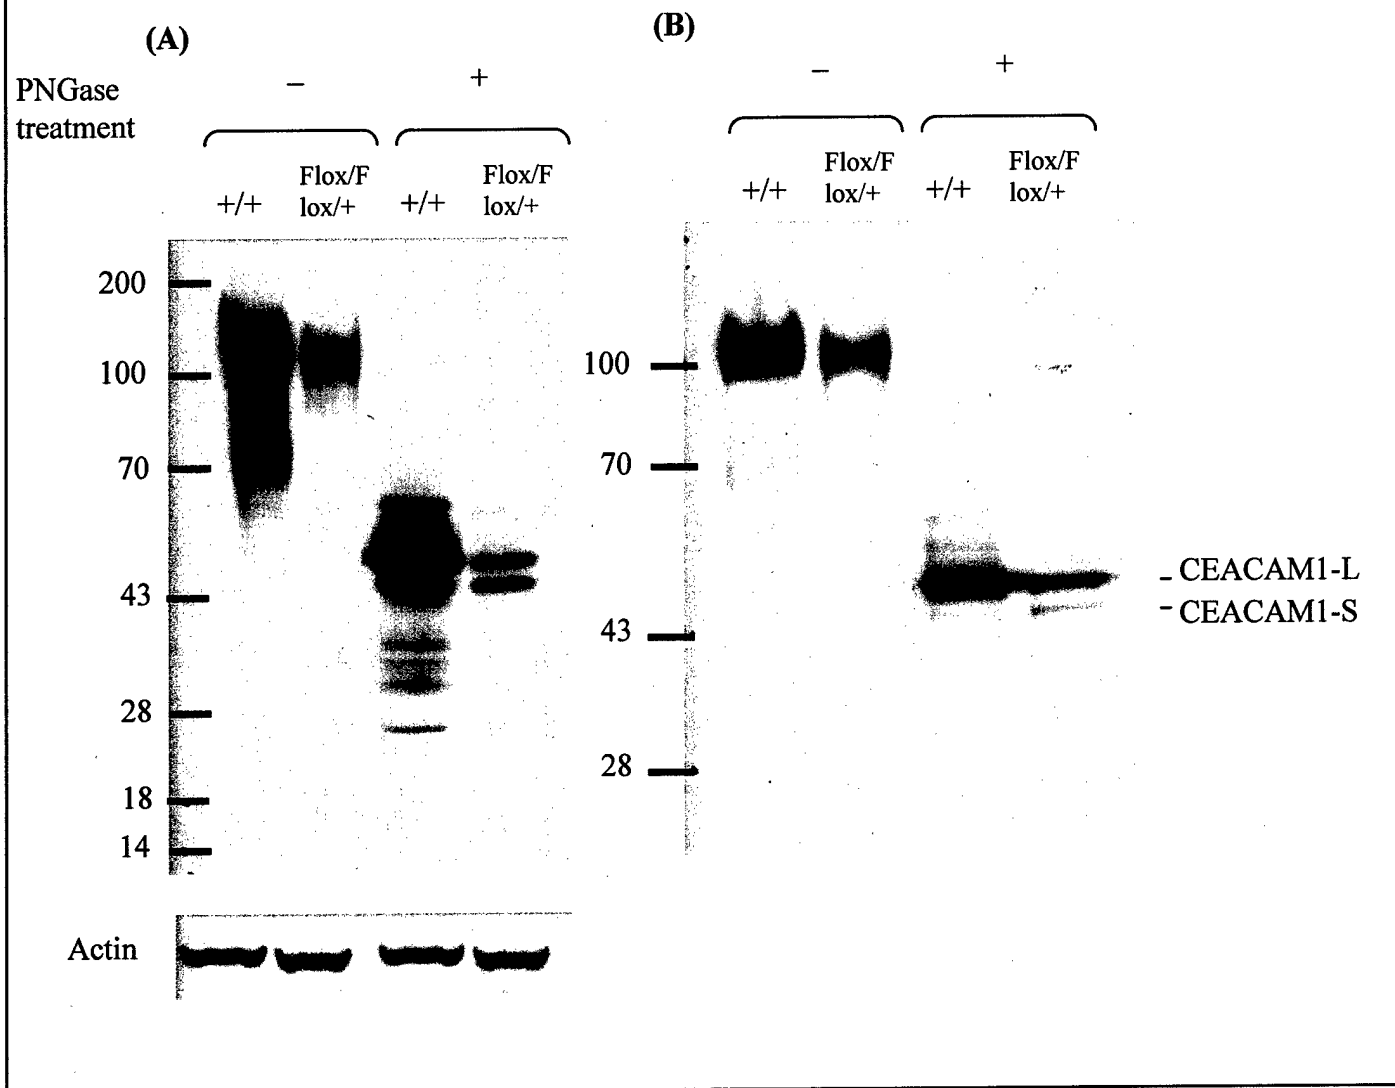 (A)
(B)
PNGase
treatment
–
+
–
+
+/+
Flox/F
lox/+
+/+
Flox/F
lox/+
+/+
Flox/F
lox/+
+/+
Flox/F
lox/+
200
100
70
43
28
18
14
100
70
43
28
CEACAM1-L
CEACAM1-S
Actin